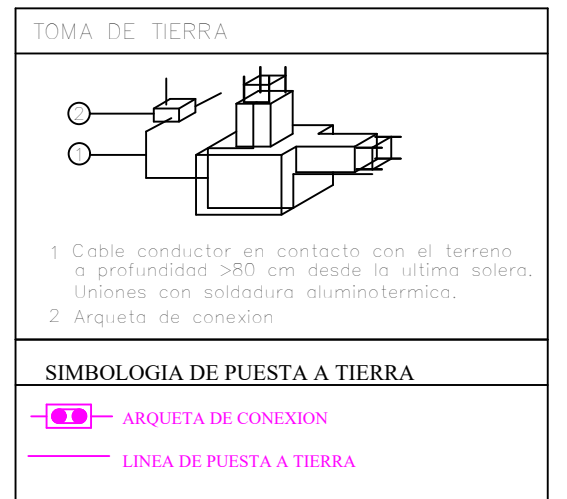 TOMA DE TIERRA
2
1
1 Cable conductor en contacto con el terreno
a profundidad >80 cm desde la ultima solera.
Uniones con soldadura aluminotermica.
2 Arqueta de conexion
SIMBOLOGIA DE PUESTA A TIERRA
ARQUETA DE CONEXION
LINEA DE PUESTA A TIERRA